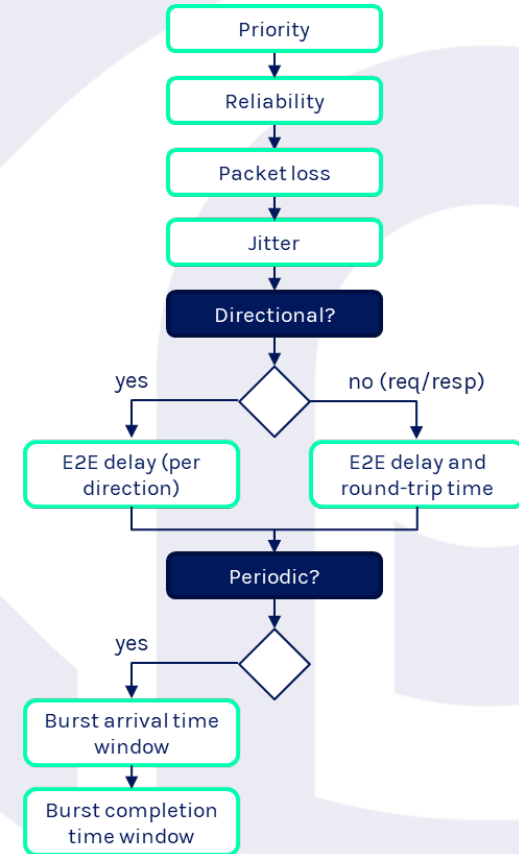 Priority
Reliability
Packet loss
Jitter
Directional?
yes
no (req/resp)
E2E delay (per
direction)
E2E delay and
round-trip time
Periodic?
yes
Burst arrival time
window
Burst completion
time window